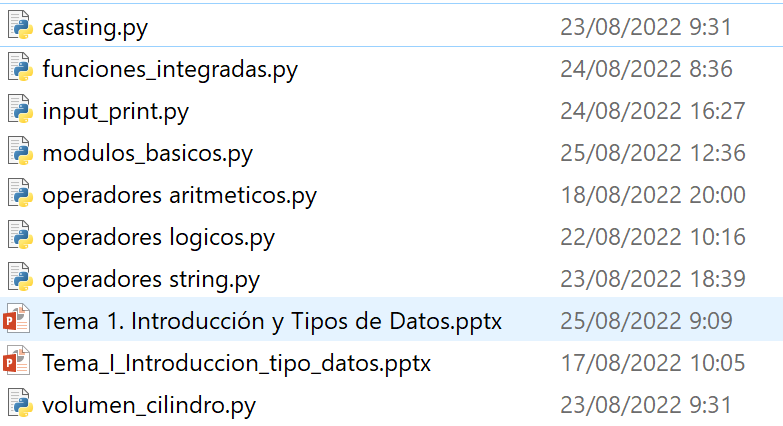 casting.py 23/08/2022 9:31
funciones_integradas.py 24/08/2022 8:36
input_print.py 24/08/2022 16:27
modulos_basicos.py 25/08/2022 12:36
operadores aritmeticos.py 18/08/2022 20:00
operadores logicos.py 22/08/2022 10:16
operadores string.py 23/08/2022 18:39
Tema 1. Introducción y Tipos de Datos.pptx 25/08/2022 9:09
Tema_I_Introduccion_tipo_datos.pptx 17/08/2022 10:05
volumen_cilindro.py 23/08/2022 9:31